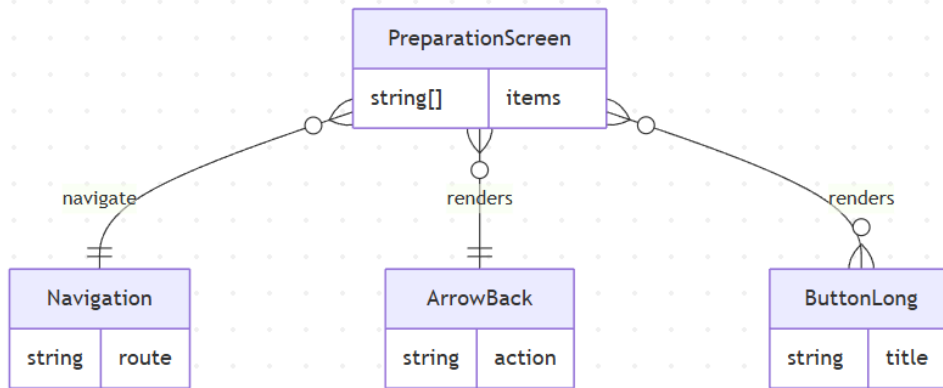 PreparationScreen
string[] items
navigate renders renders
Navigation ArrowBack ButtonLong
string route string action string title